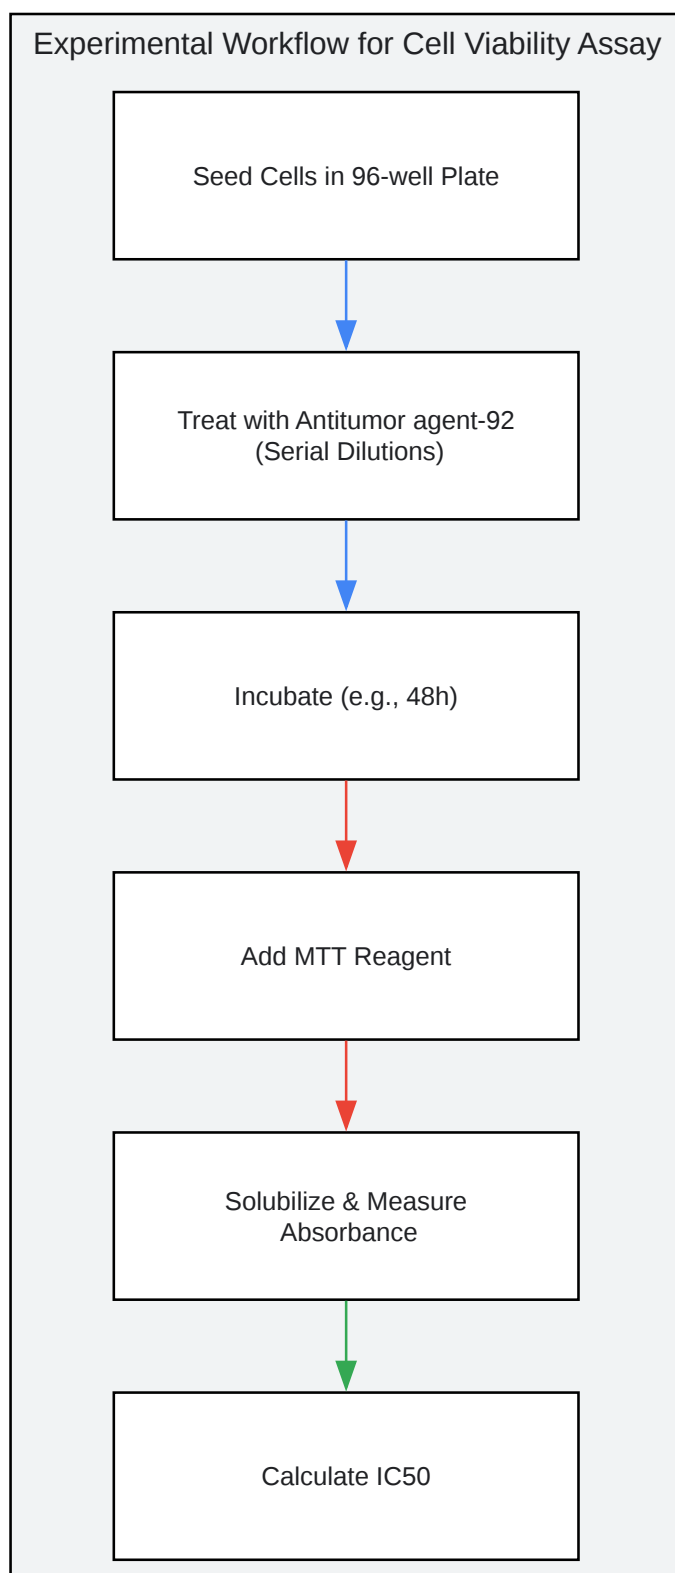 Experimental Workflow for Cell Viability Assay
Seed Cells in 96-well Plate
Treat with Antitumor agent-92
(Serial Dilutions)
Incubate (e.g., 48h)
Add MTT Reagent
Solubilize & Measure
Absorbance
Calculate IC50